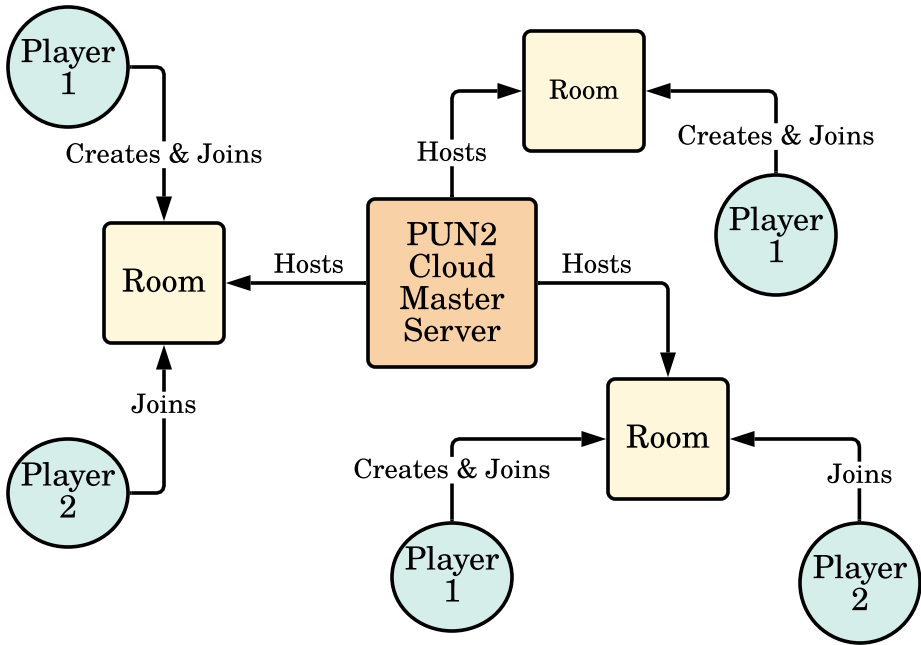 Player
1
Creates & Joins
Room
Joins
Player
2
Hosts
PUN2
Cloud
Master
Server
Hosts
Room
Creates & Joins
Player
1
Hosts
Room
Creates & Joins
Player
1
Joins
Player
2